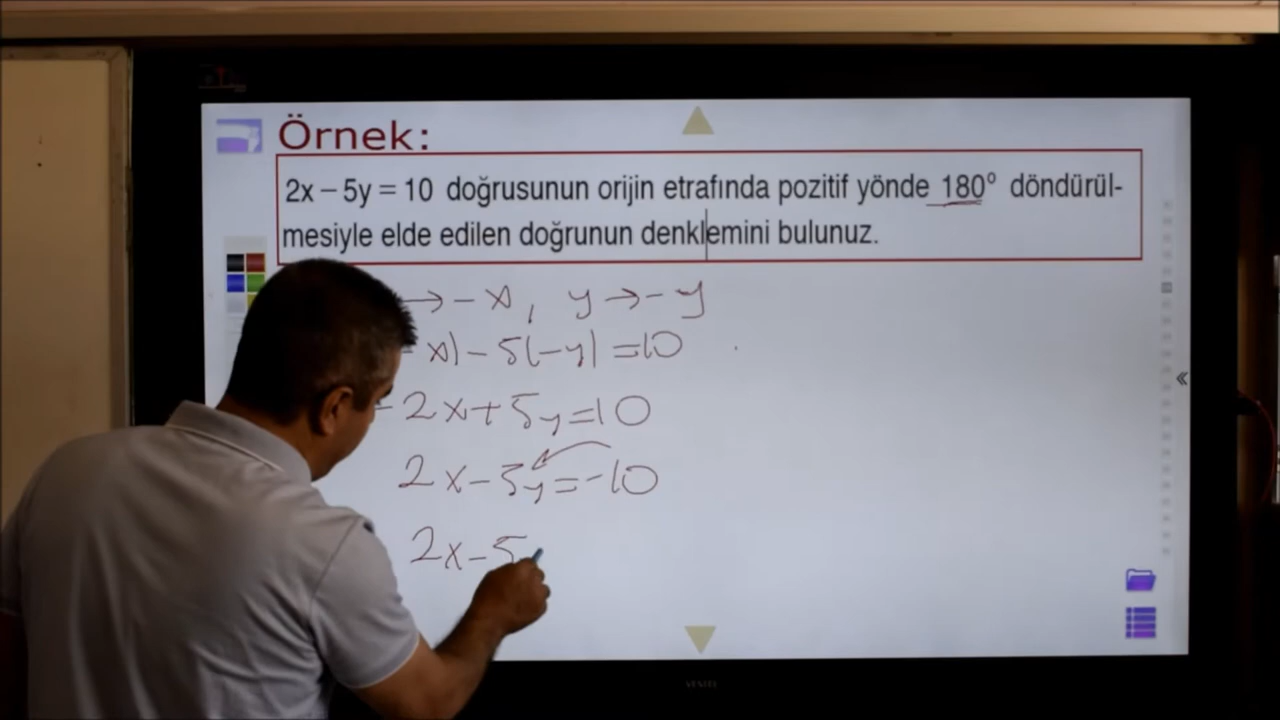 Örnek:
2x – 5y = 10 doğrusunun orijin etrafında pozitif yönde 180° döndürül-
mesiyle elde edilen doğrunun denklemini bulunuz.
→ -x, y → -y
x) - 5(-y) = 10
-2x + 5y = 10
2x - 5y = -10
2x - 5
VESTEL